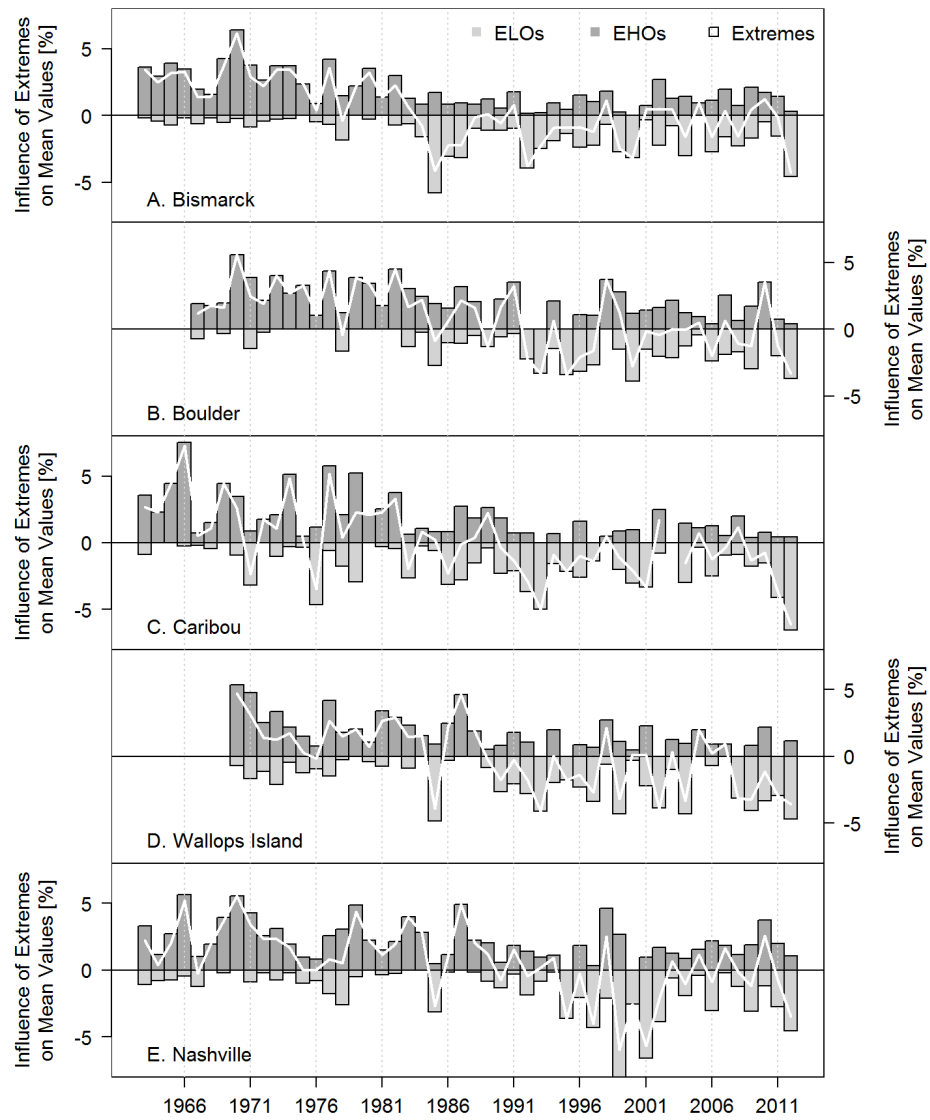 ELOs EHOs Extremes
Influence of Extremes
on Mean Values [%]
5
0
-5
A. Bismarck
Influence of Extremes
on Mean Values [%]
5
0
-5
B. Boulder
Influence of Extremes
on Mean Values [%]
5
0
-5
C. Caribou
Influence of Extremes
on Mean Values [%]
5
0
-5
D. Wallops Island
Influence of Extremes
on Mean Values [%]
5
0
-5
E. Nashville
1966 1971 1976 1981 1986 1991 1996 2001 2006 2011